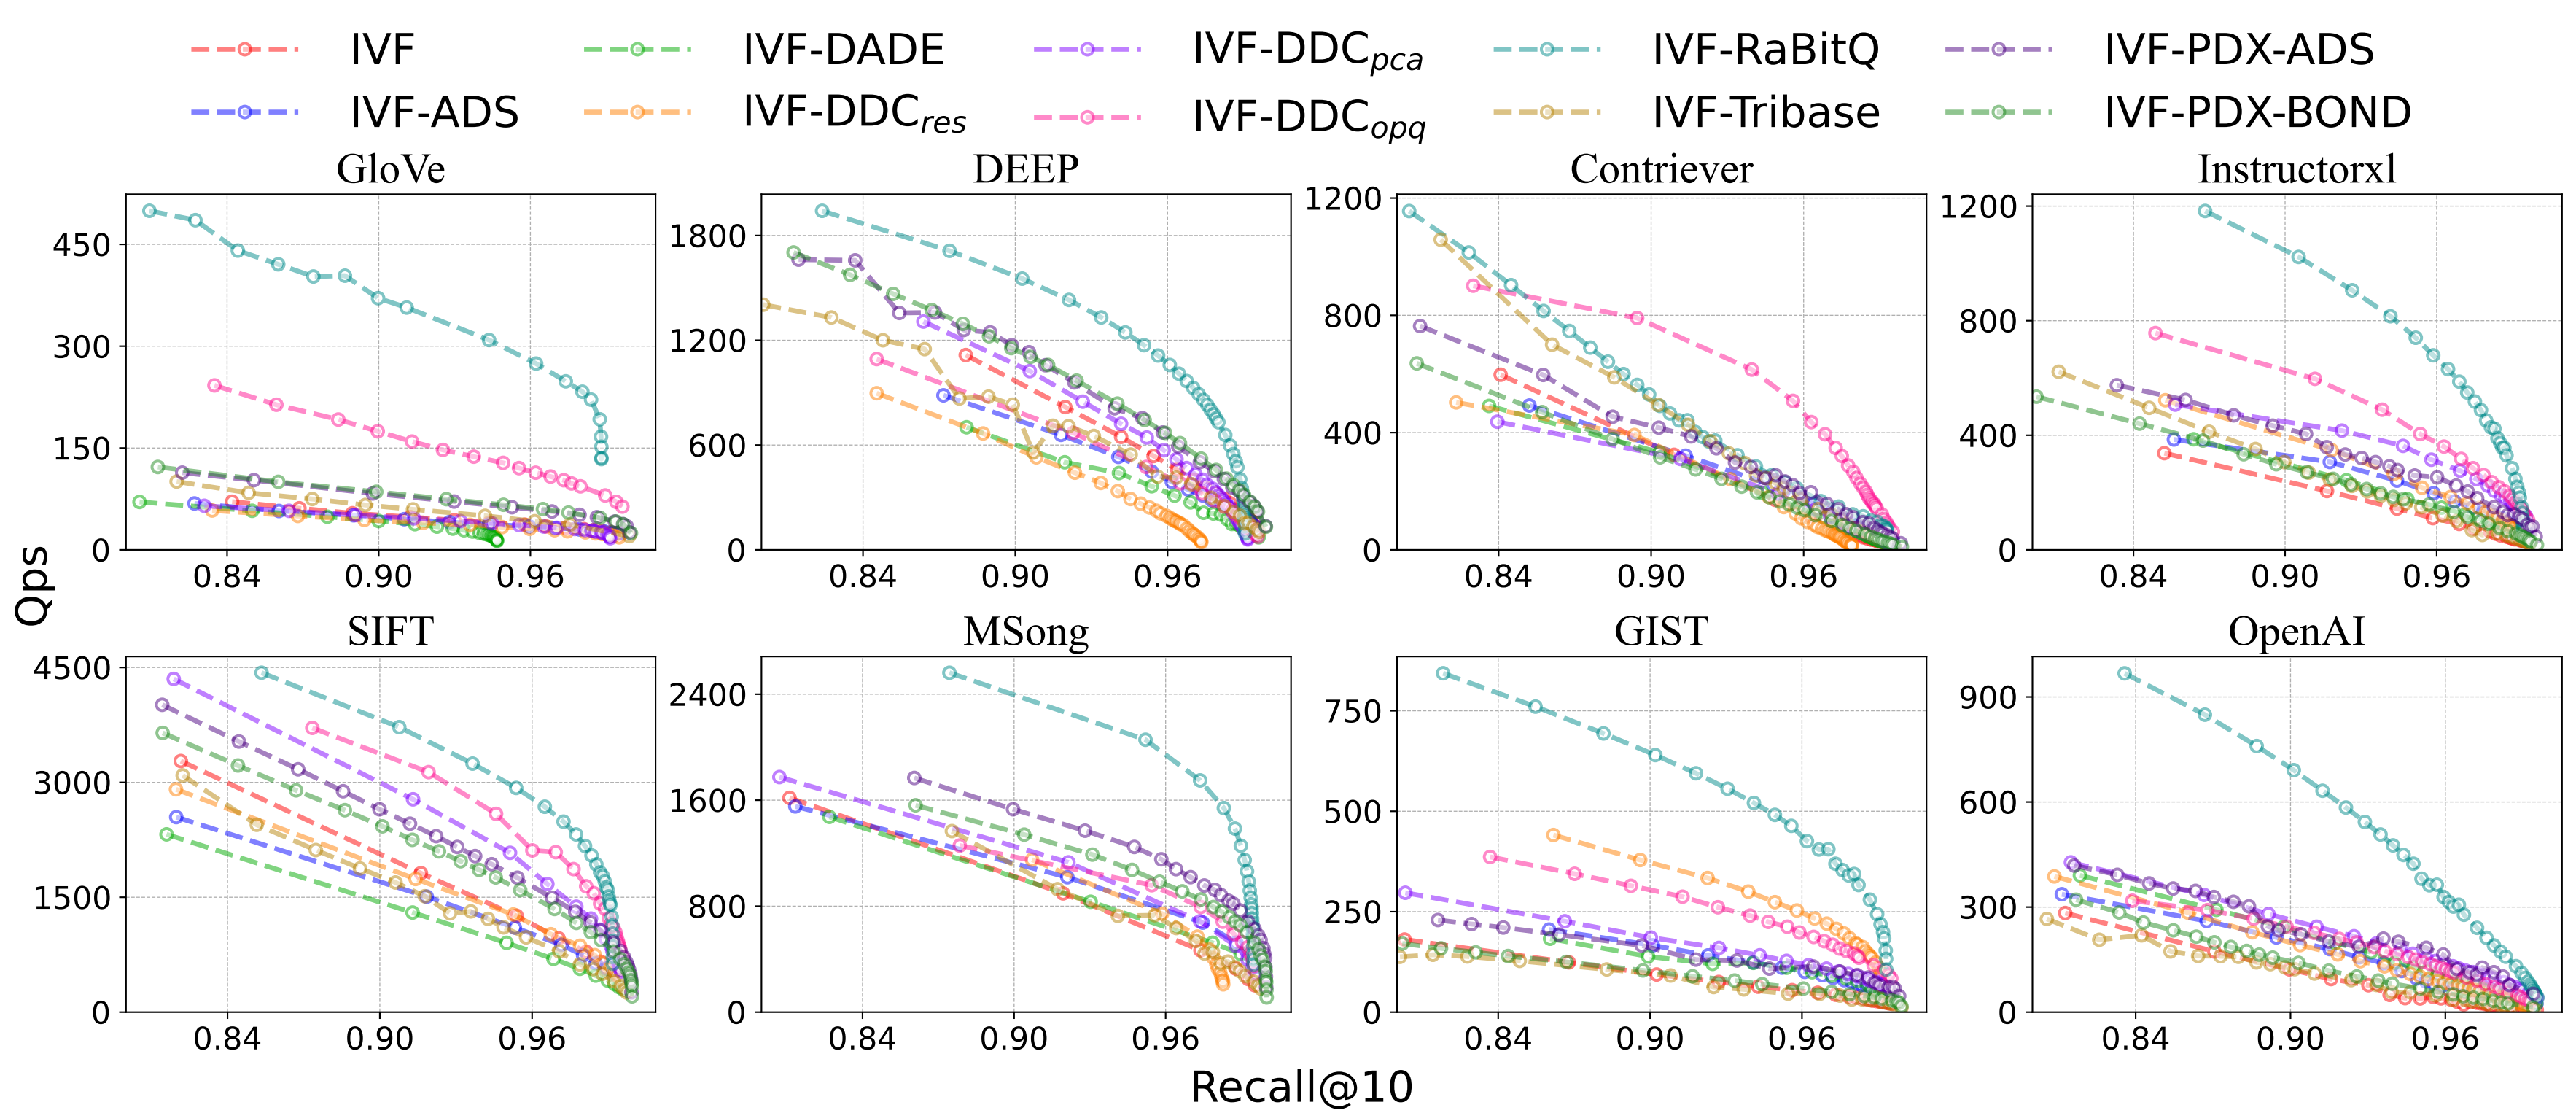 IVF IVF-DADE IVF-DDCpca IVF-RaBitQ IVF-PDX-ADS
IVF-ADS IVF-DDCres IVF-DDCopq IVF-Tribase IVF-PDX-BOND
GloVe DEEP Contriever Instructorxl
450 1800 1200 1200
300 1200 800 800
150 600 400 400
0 0 0 0
0.84 0.90 0.96 0.84 0.90 0.96 0.84 0.90 0.96 0.84 0.90 0.96
Qps
SIFT MSong GIST OpenAI
4500 2400 750 900
3000 1600 500 600
1500 800 250 300
0 0 0 0
0.84 0.90 0.96 0.84 0.90 0.96 0.84 0.90 0.96 0.84 0.90 0.96
Recall@10